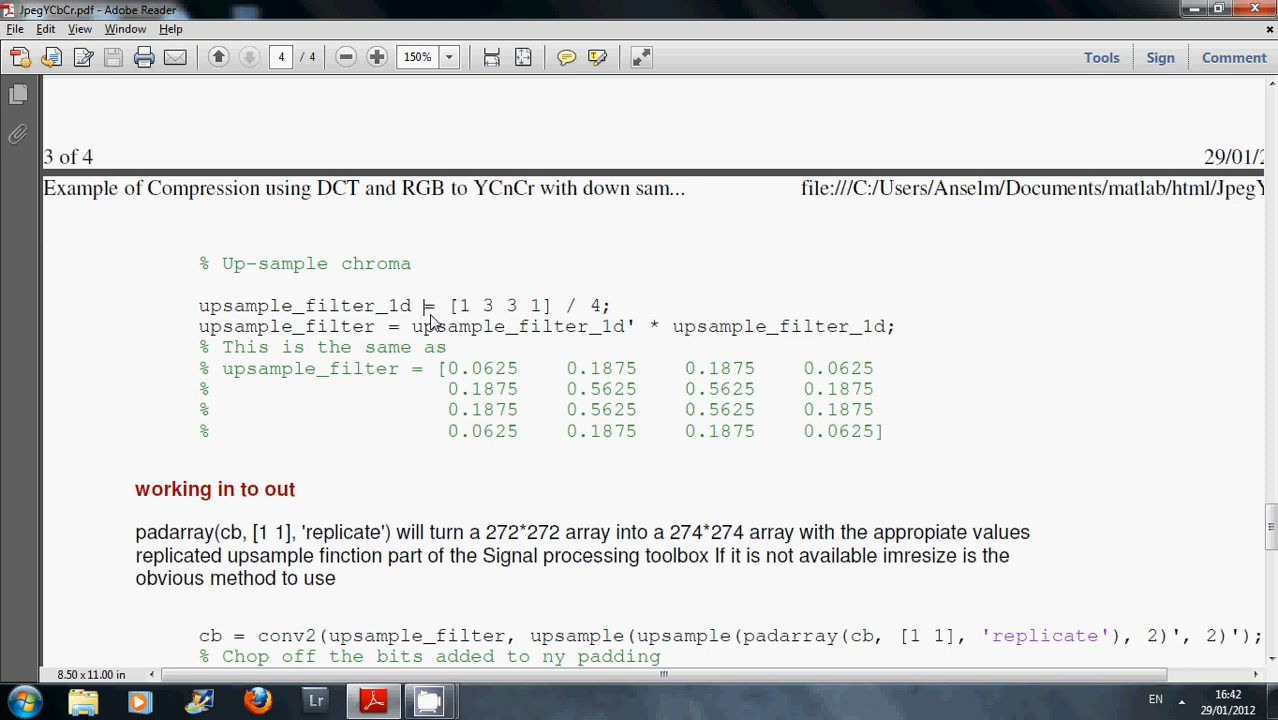 JpegYCbCr.pdf - Adobe Reader
File Edit View Window Help
4 / 4 150% Tools Sign Comment
3 of 4 29/01/2
Example of Compression using DCT and RGB to YCnCr with down sam... file:///C:/Users/Anselm/Documents/matlab/html/JpegY
% Up-sample chroma
upsample_filter_1d = [1 3 3 1] / 4;
upsample_filter = upsample_filter_1d' * upsample_filter_1d;
% This is the same as
% upsample_filter = [0.0625 0.1875 0.1875 0.0625
% 0.1875 0.5625 0.5625 0.1875
% 0.1875 0.5625 0.5625 0.1875
% 0.0625 0.1875 0.1875 0.0625]
working in to out
padarray(cb, [1 1], 'replicate') will turn a 272*272 array into a 274*274 array with the appropiate values
replicated upsample finction part of the Signal processing toolbox If it is not available imresize is the
obvious method to use
cb = conv2(upsample_filter, upsample(upsample(padarray(cb, [1 1], 'replicate'), 2)', 2)');
% Chop off the bits added to ny padding
8.50 x 11.00 in
Lr EN 16:42
29/01/2012